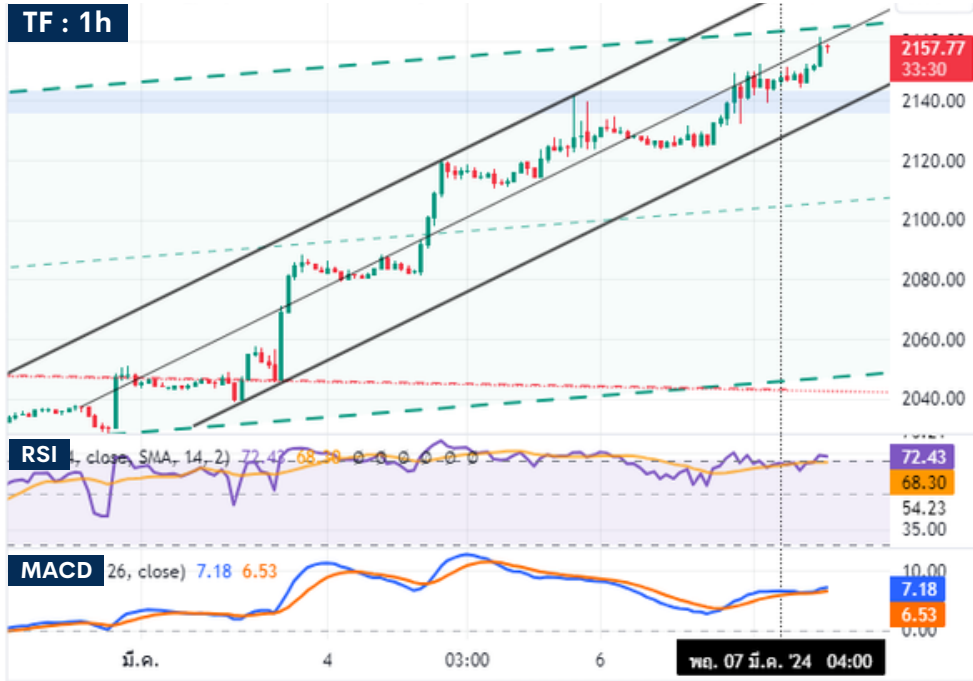 TF : 1h
2157.77
33:30
2140.00
2120.00
2100.00
2080.00
2060.00
2040.00
RSI
close, SMA, 14, 2) 72.43 68.30 Ø Ø Ø Ø Ø Ø
72.43
68.30
54.23
35.00
MACD
26, close) 7.18 6.53
10.00
7.18
6.53
0.00
มี.ค.
4
03:00
6
พฤ. 07 มี.ค. '24 04:00